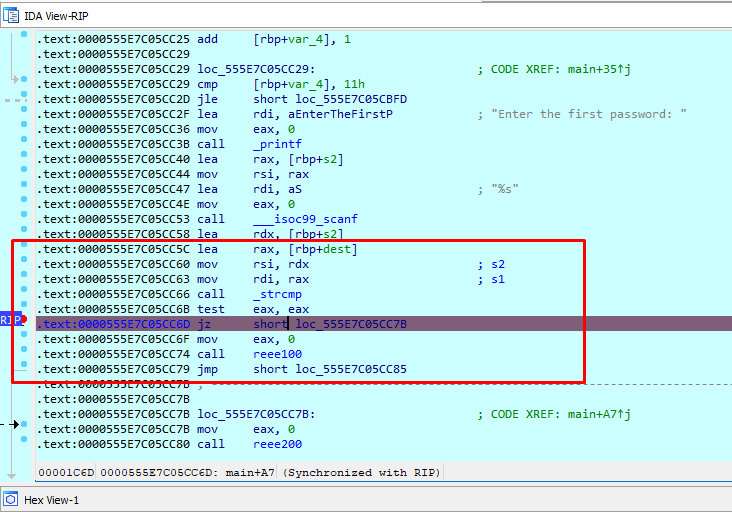 IDA View-RIP
.text:0000555E7C05CC25 add [rbp+var_4], 1
.text:0000555E7C05CC29
.text:0000555E7C05CC29 loc_555E7C05CC29: ; CODE XREF: main+35↑j
.text:0000555E7C05CC29 cmp [rbp+var_4], 11h
.text:0000555E7C05CC2D jle short loc_555E7C05CBFD
.text:0000555E7C05CC2F lea rdi, aEnterTheFirstP ; "Enter the first password: "
.text:0000555E7C05CC36 mov eax, 0
.text:0000555E7C05CC3B call _printf
.text:0000555E7C05CC40 lea rax, [rbp+s2]
.text:0000555E7C05CC44 mov rsi, rax
.text:0000555E7C05CC47 lea rdi, aS ; "%s"
.text:0000555E7C05CC4E mov eax, 0
.text:0000555E7C05CC53 call ___isoc99_scanf
.text:0000555E7C05CC58 lea rdx, [rbp+s2]
.text:0000555E7C05CC5C lea rax, [rbp+dest]
.text:0000555E7C05CC60 mov rsi, rdx ; s2
.text:0000555E7C05CC63 mov rdi, rax ; s1
.text:0000555E7C05CC66 call _strcmp
.text:0000555E7C05CC6B test eax, eax
RIP .text:0000555E7C05CC6D jz short loc_555E7C05CC7B
.text:0000555E7C05CC6F mov eax, 0
.text:0000555E7C05CC74 call reee100
.text:0000555E7C05CC79 jmp short loc_555E7C05CC85
.text:0000555E7C05CC7B ; ---------------------------------------------------------------------------
.text:0000555E7C05CC7B
.text:0000555E7C05CC7B loc_555E7C05CC7B: ; CODE XREF: main+A7↑j
.text:0000555E7C05CC7B mov eax, 0
.text:0000555E7C05CC80 call reee200
00001C6D 0000555E7C05CC6D: main+A7 (Synchronized with RIP)
Hex View-1